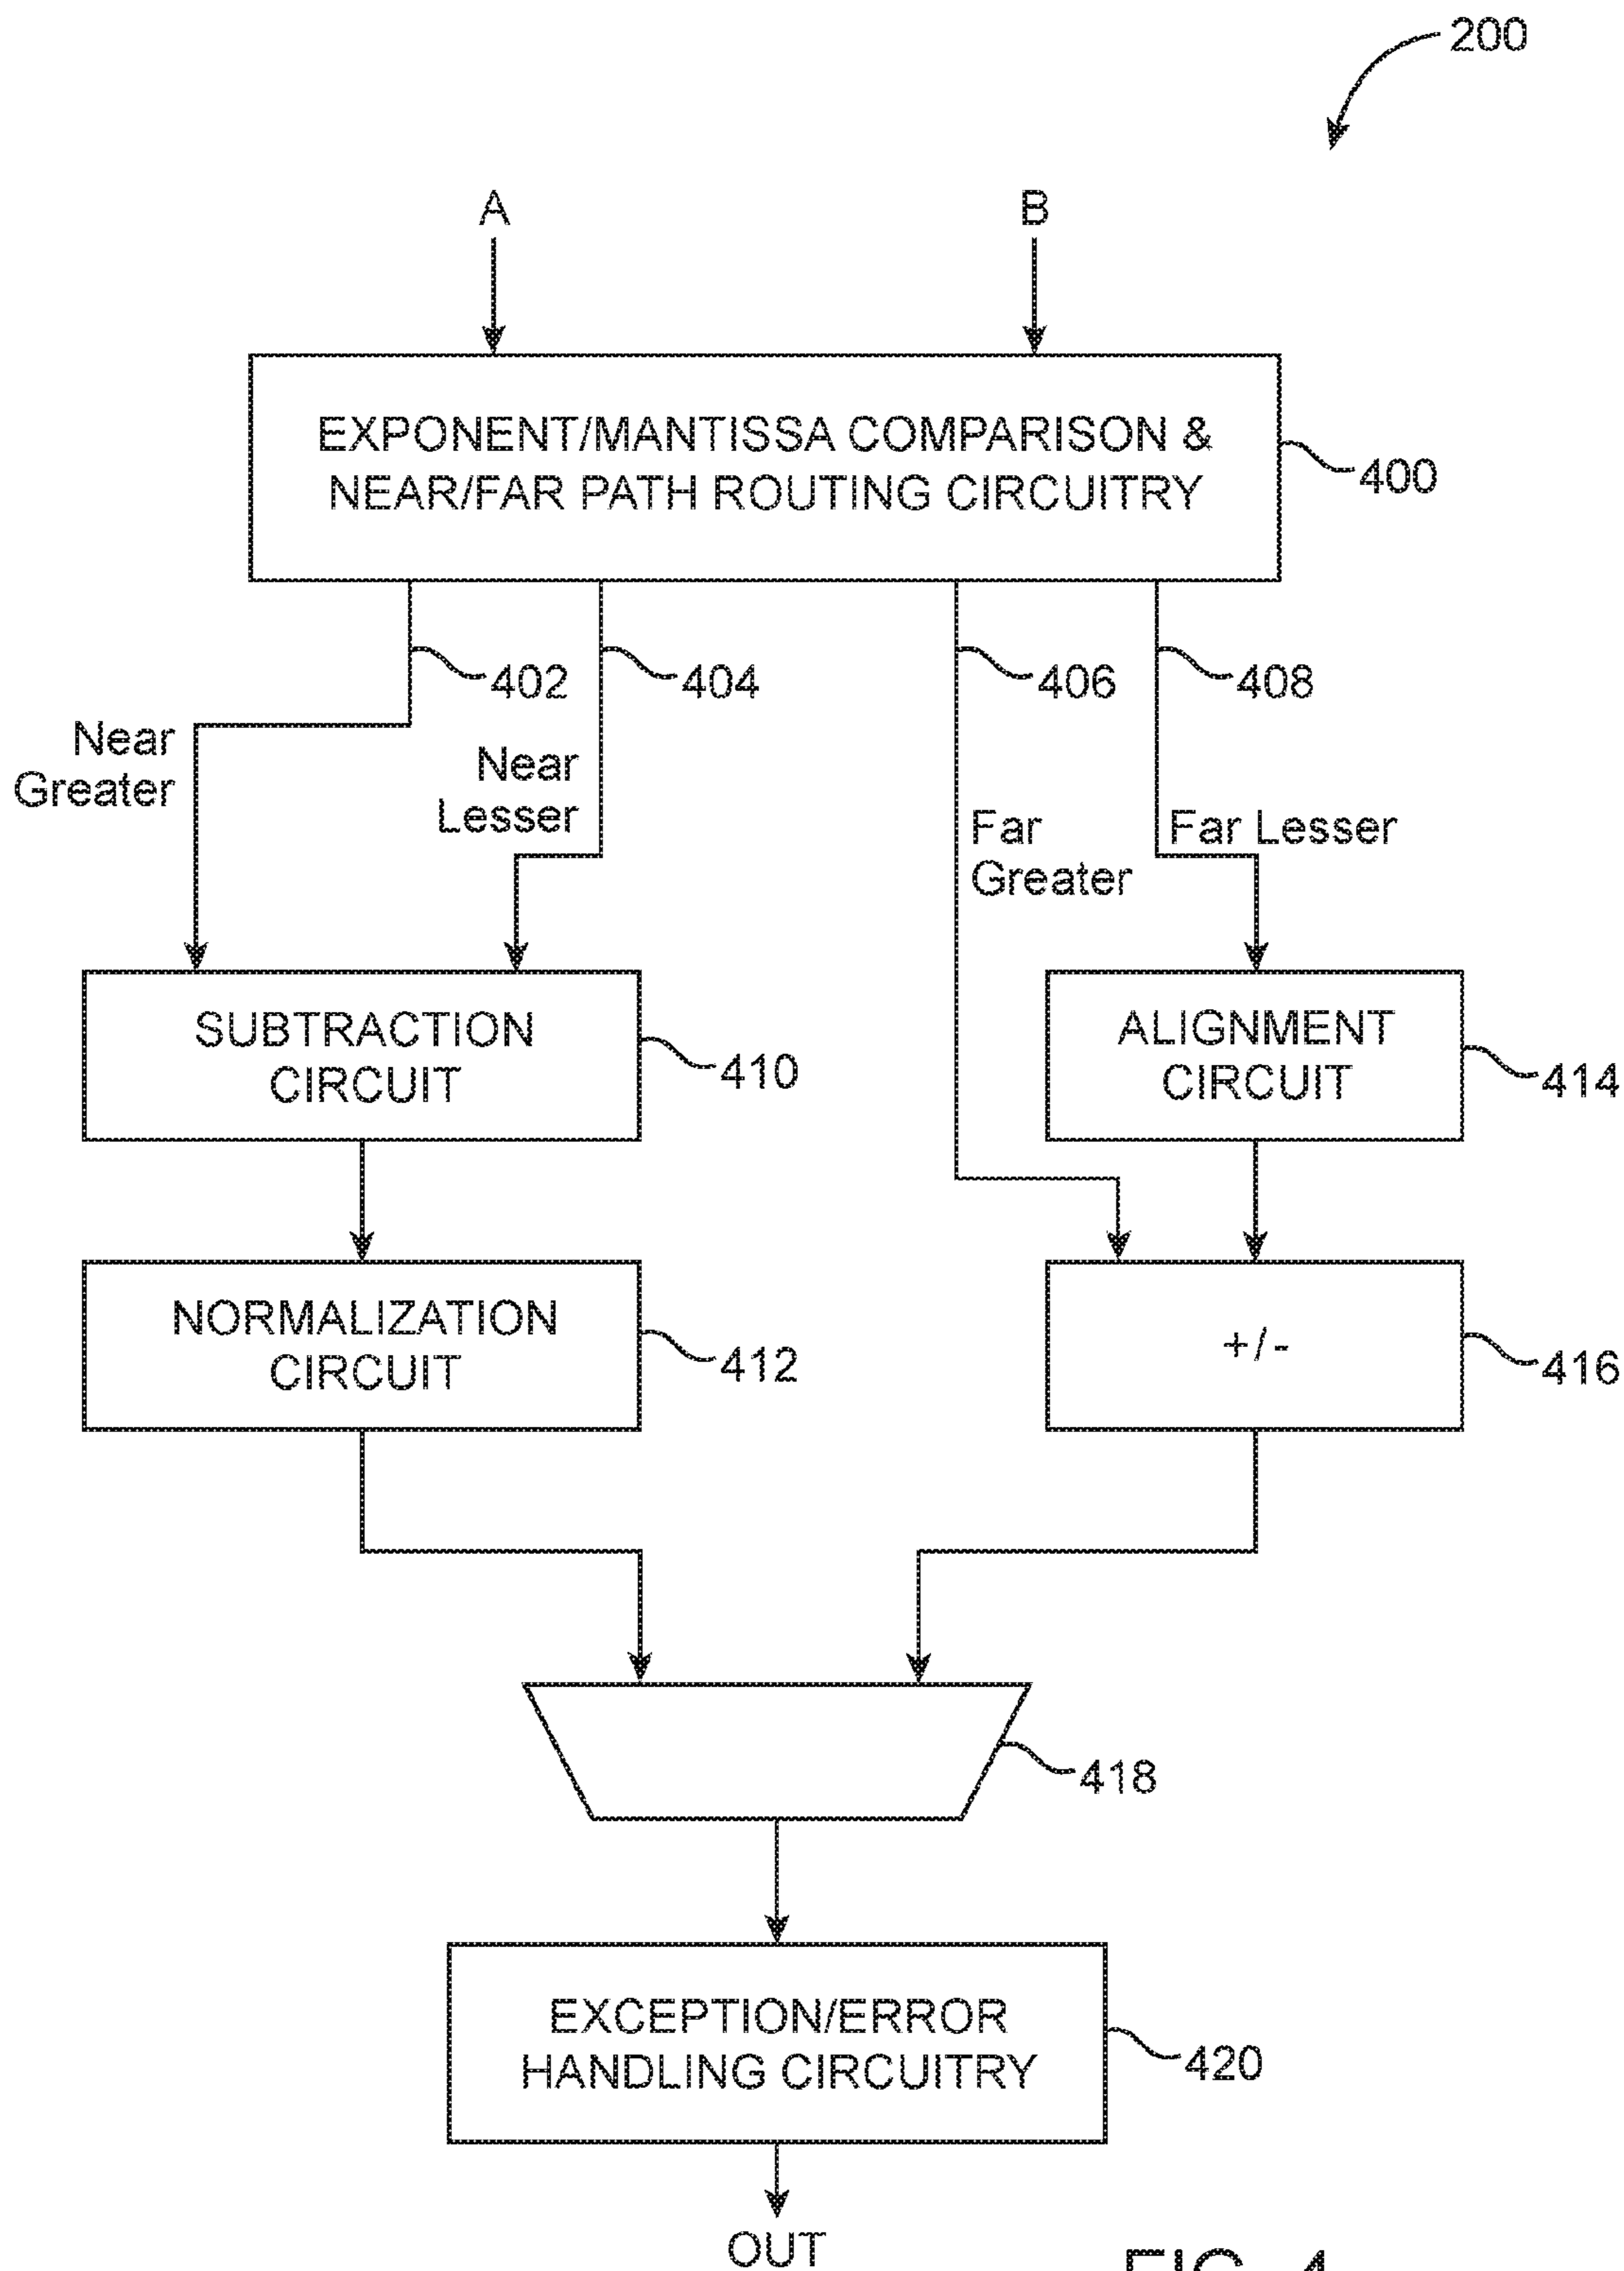 200
A
B
EXPONENT/MANTISSA COMPARISON &
NEAR/FAR PATH ROUTING CIRCUITRY
400
402
404
406
408
Near
Greater
Near
Lesser
Far
Greater
Far Lesser
SUBTRACTION
CIRCUIT
410
ALIGNMENT
CIRCUIT
414
NORMALIZATION
CIRCUIT
412
+/-
416
418
EXCEPTION/ERROR
HANDLING CIRCUITRY
420
OUT
FIG. 4